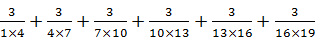 3/(1×4) + 3/(4×7) + 3/(7×10) + 3/(10×13) + 3/(13×16) + 3/(16×19)